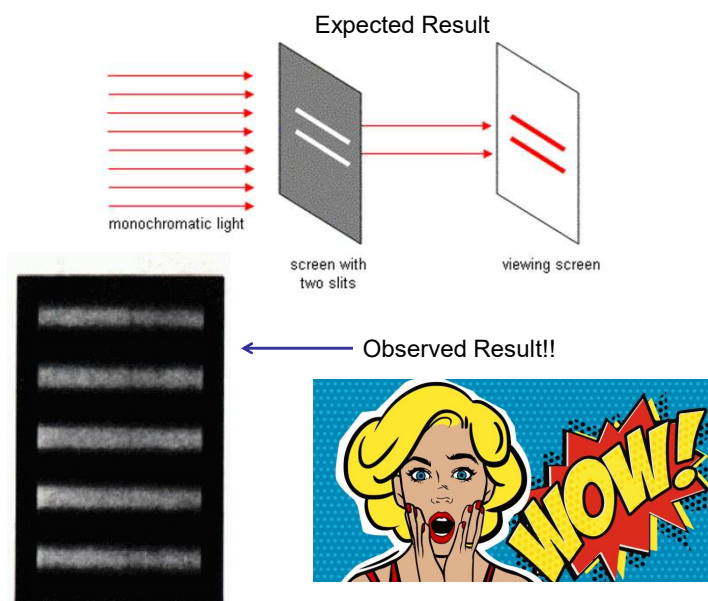 Expected Result
monochromatic light
screen with
two slits
viewing screen
Observed Result!!
WOW!